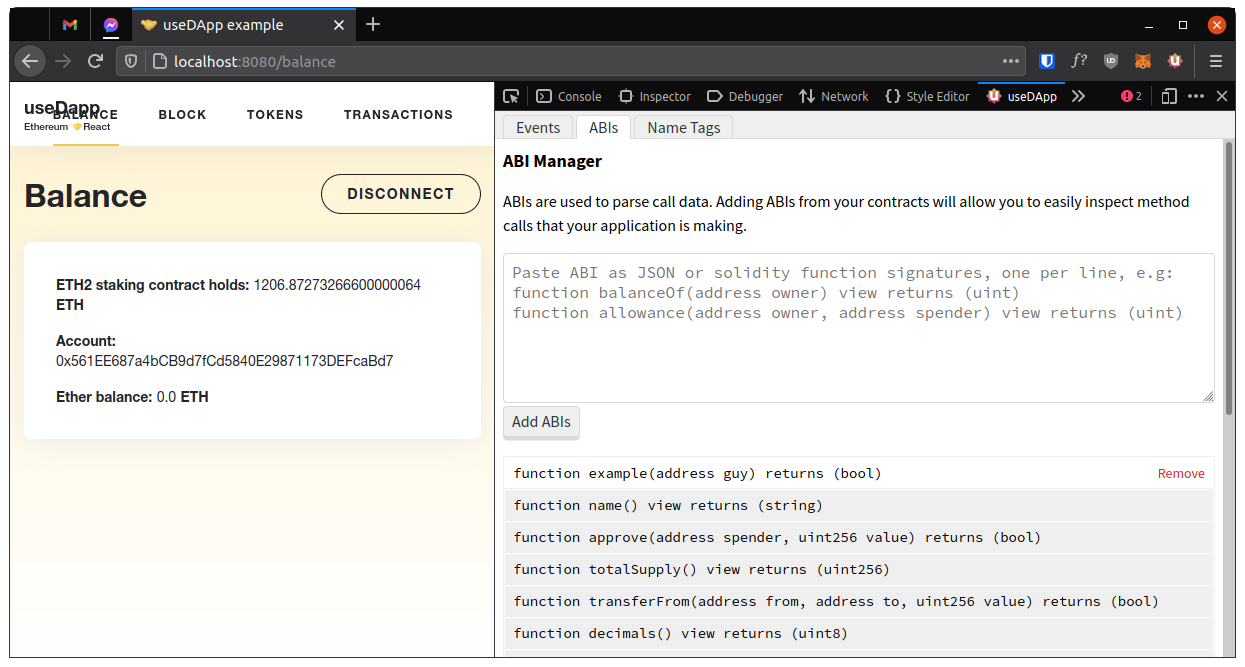 useDApp example
localhost:8080/balance
useDapp
Ethereum React
BALANCE
BLOCK
TOKENS
TRANSACTIONS
Balance
DISCONNECT
ETH2 staking contract holds: 1206.87273266600000064
ETH
Account:
0x561EE687a4bCB9d7fCd5840E29871173DEFcaBd7
Ether balance: 0.0 ETH
Console
Inspector
Debugger
Network
Style Editor
useDApp
2
Events
ABIs
Name Tags
ABI Manager
ABIs are used to parse call data. Adding ABIs from your contracts will allow you to easily inspect method
calls that your application is making.
Paste ABI as JSON or solidity function signatures, one per line, e.g:
function balanceOf(address owner) view returns (uint)
function allowance(address owner, address spender) view returns (uint)
Add ABIs
function example(address guy) returns (bool)
Remove
function name() view returns (string)
function approve(address spender, uint256 value) returns (bool)
function totalSupply() view returns (uint256)
function transferFrom(address from, address to, uint256 value) returns (bool)
function decimals() view returns (uint8)